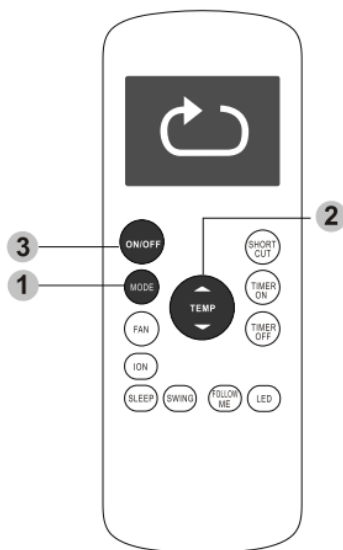 2
3
ON/OFF
SHORT
CUT
1
MODE
TEMP
TIMER
ON
FAN
TIMER
OFF
ION
SLEEP
SWING
FOLLOW
ME
LED